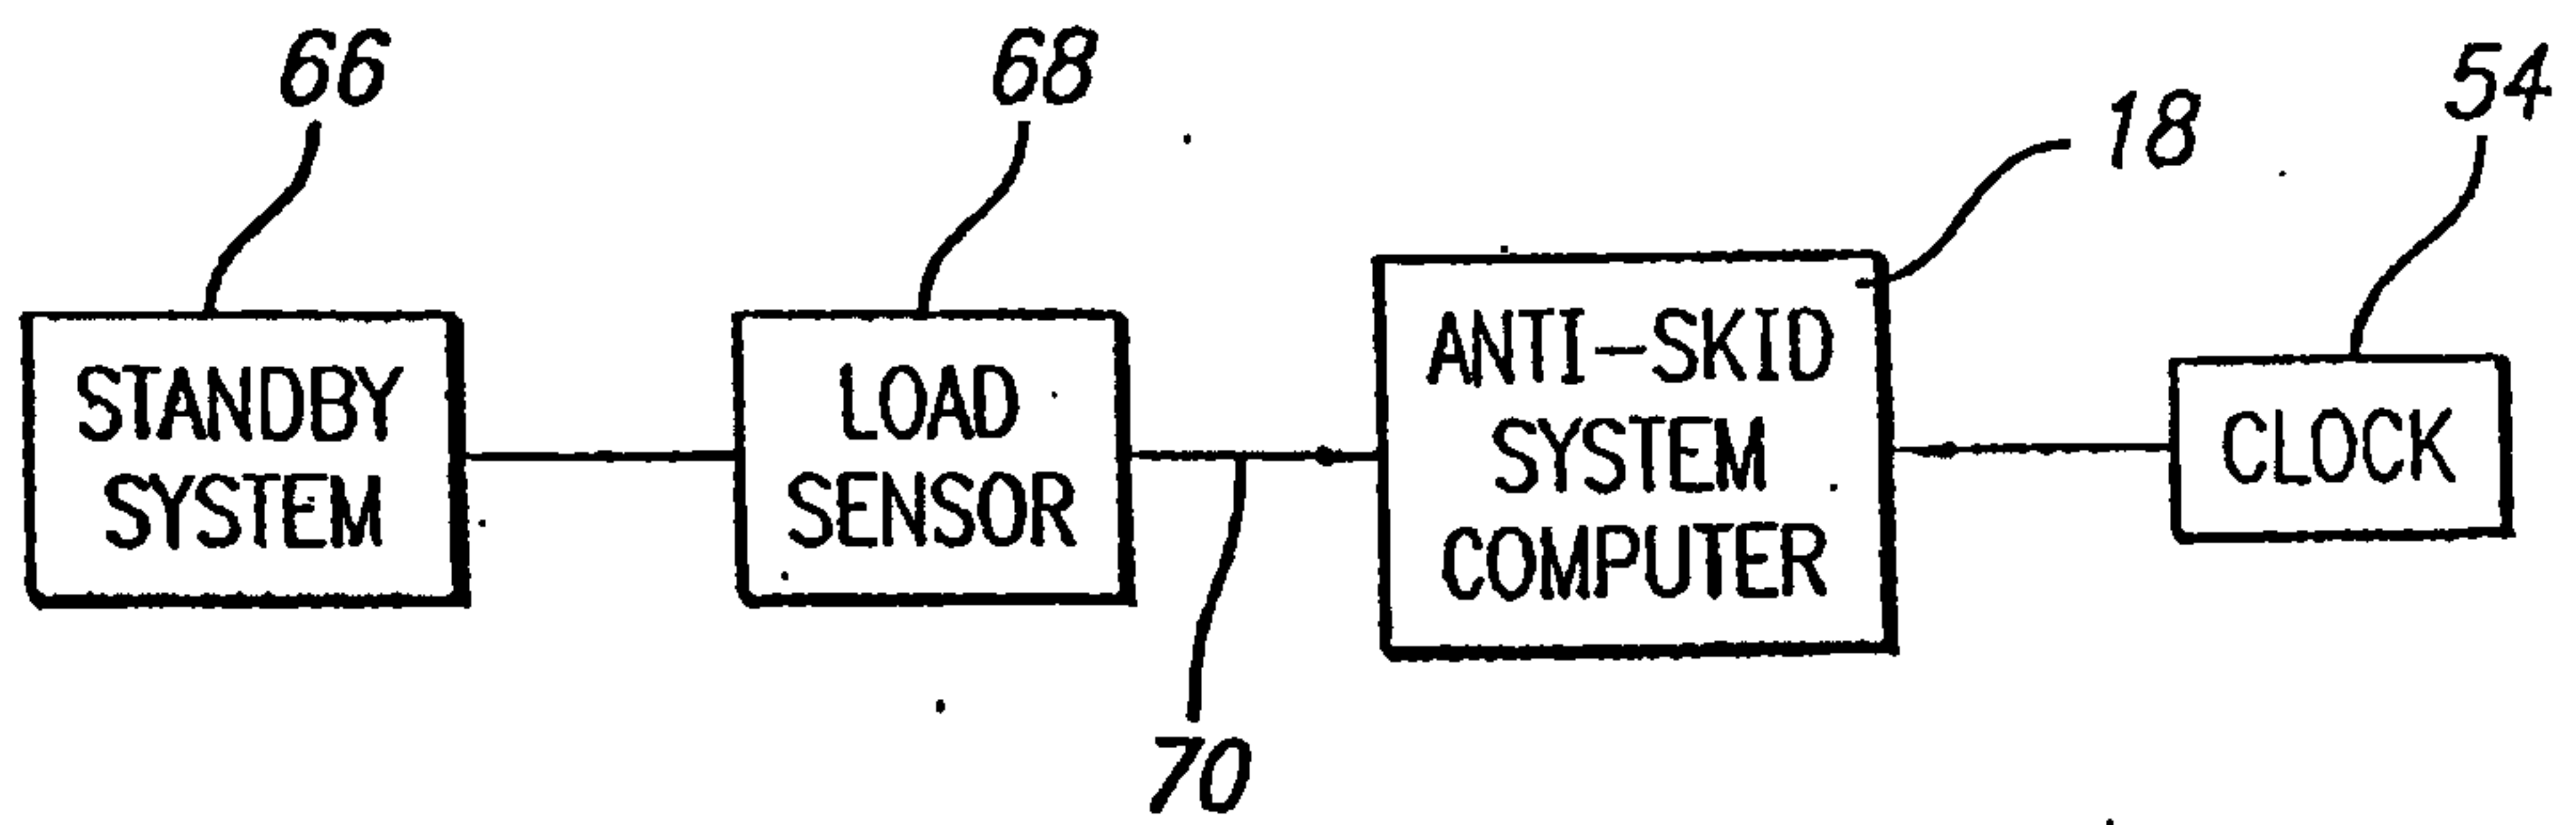 66
68
18
54
STANDBY
SYSTEM
LOAD
SENSOR
ANTI-SKID
SYSTEM
COMPUTER
CLOCK
70